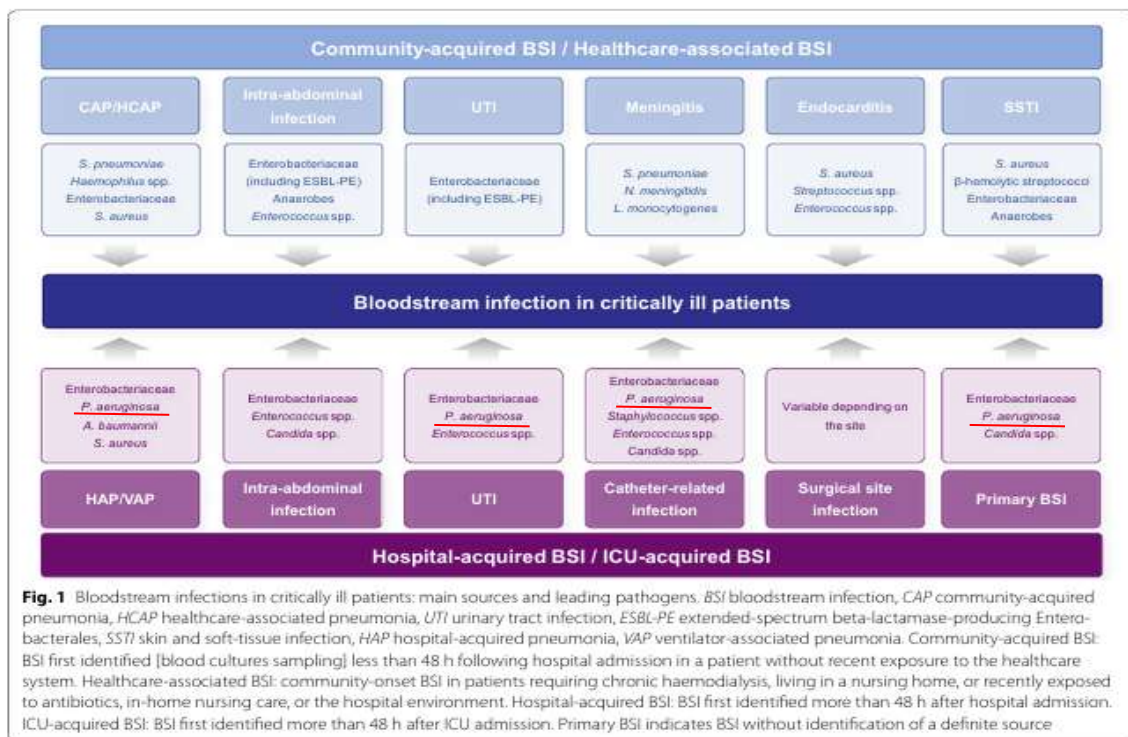 Community-acquired BSI / Healthcare-associated BSI
CAP/HCAP
Intra-abdominal
infection
UTI
Meningitis
Endocarditis
SSTI
S. pneumoniae
Haemophilus spp.
Enterobacteriaceae
S. aureus
Enterobacteriaceae
(including ESBL-PE)
Anaerobes
Enterococcus spp.
Enterobacteriaceae
(including ESBL-PE)
S. pneumoniae
N. meningitidis
L. monocytogenes
S. aureus
Streptococcus spp.
Enterococcus spp.
S. aureus
β-hemolytic streptococci
Enterobacteriaceae
Anaerobes
Bloodstream infection in critically ill patients
Enterobacteriaceae
P. aeruginosa
A. baumannii
S. aureus
Enterobacteriaceae
Enterococcus spp.
Candida spp.
Enterobacteriaceae
P. aeruginosa
Enterococcus spp.
Enterobacteriaceae
P. aeruginosa
Staphylococcus spp.
Enterococcus spp.
Candida spp.
Variable depending on
the site
Enterobacteriaceae
P. aeruginosa
Candida spp.
HAP/VAP
Intra-abdominal
infection
UTI
Catheter-related
infection
Surgical site
infection
Primary BSI
Hospital-acquired BSI / ICU-acquired BSI
Fig. 1 Bloodstream infections in critically ill patients: main sources and leading pathogens. BSI bloodstream infection, CAP community-acquired
pneumonia, HCAP healthcare-associated pneumonia, UTI urinary tract infection, ESBL-PE extended-spectrum beta-lactamase-producing Entero-
bacterales, SSTI skin and soft-tissue infection, HAP hospital-acquired pneumonia, VAP ventilator-associated pneumonia. Community-acquired BSI:
BSI first identified [blood cultures sampling] less than 48 h following hospital admission in a patient without recent exposure to the healthcare
system. Healthcare-associated BSI: community-onset BSI in patients requiring chronic haemodialysis, living in a nursing home, or recently exposed
to antibiotics, in-home nursing care, or the hospital environment. Hospital-acquired BSI: BSI first identified more than 48 h after hospital admission.
ICU-acquired BSI: BSI first identified more than 48 h after ICU admission. Primary BSI indicates BSI without identification of a definite source